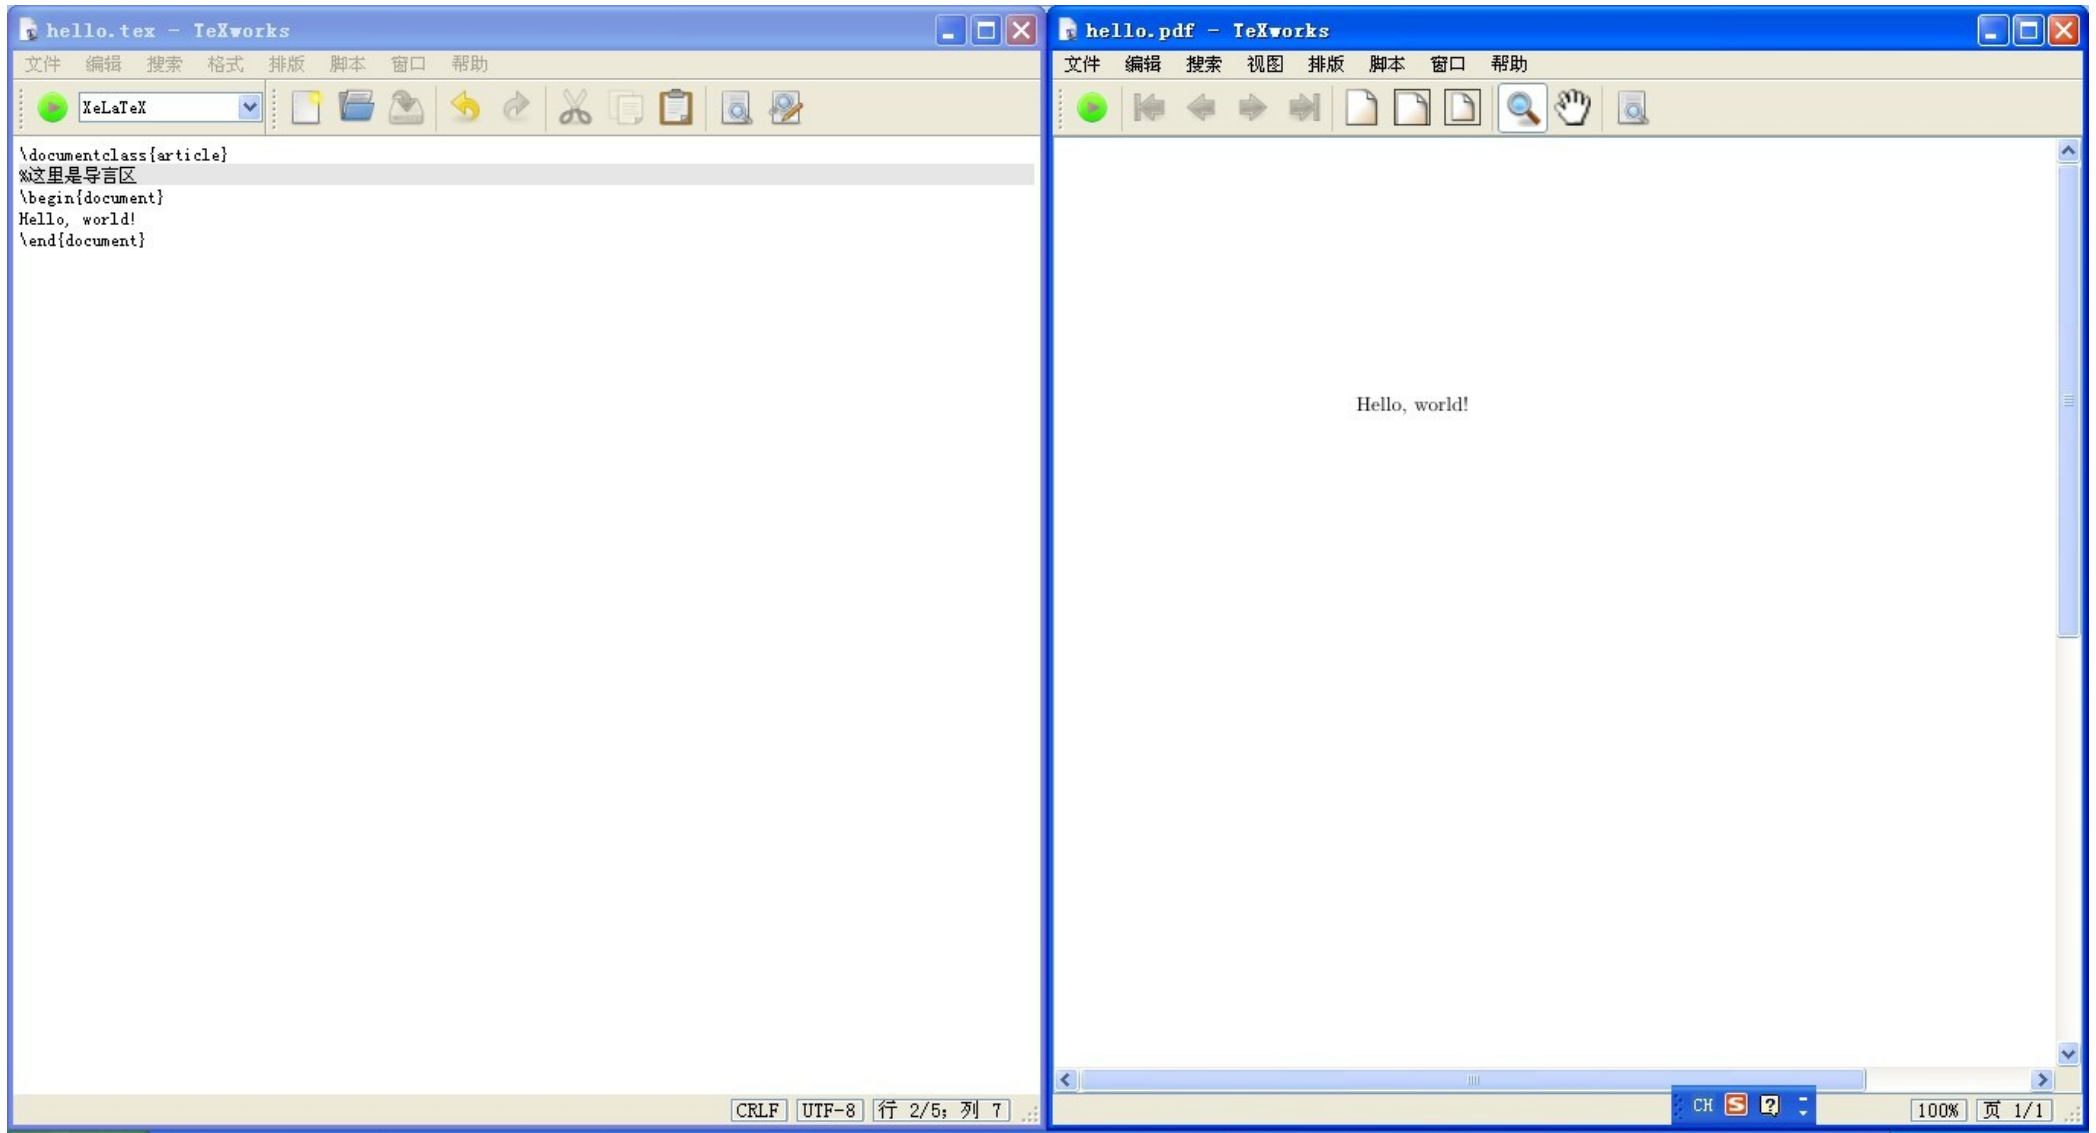 hello.tex - TeXworks
文件 编辑 搜索 格式 排版 脚本 窗口 帮助
XeLaTeX
\documentclass{article}
%这里是导言区
\begin{document}
Hello, world!
\end{document}
CRLF UTF-8 行 2/5; 列 7
hello.pdf - TeXworks
文件 编辑 搜索 视图 排版 脚本 窗口 帮助
Hello, world!
CH S ?
100% 页 1/1